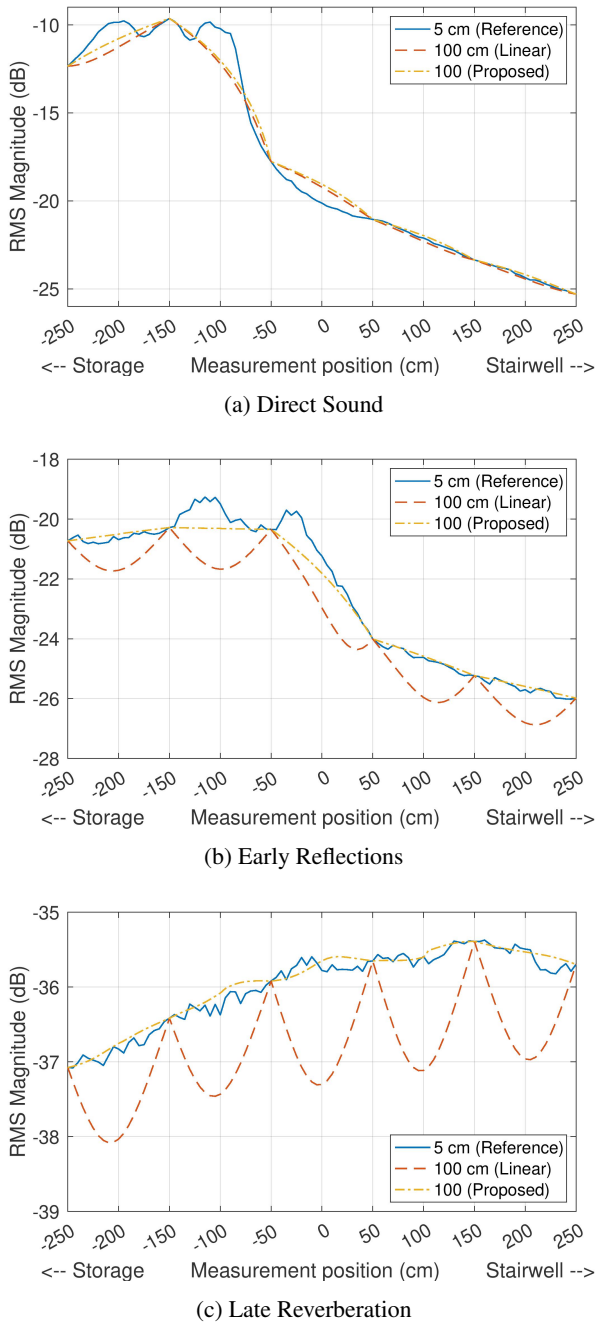 -10
-15
-20
-25
RMS Magnitude (dB)
5 cm (Reference)
100 cm (Linear)
100 (Proposed)
-250 -200 -150 -100 -50 0 50 100 150 200 250
<-- Storage Measurement position (cm) Stairwell -->
(a) Direct Sound
-18
-20
-22
-24
-26
-28
RMS Magnitude (dB)
5 cm (Reference)
100 cm (Linear)
100 (Proposed)
-250 -200 -150 -100 -50 0 50 100 150 200 250
<-- Storage Measurement position (cm) Stairwell -->
(b) Early Reflections
-35
-36
-37
-38
-39
RMS Magnitude (dB)
5 cm (Reference)
100 cm (Linear)
100 (Proposed)
-250 -200 -150 -100 -50 0 50 100 150 200 250
<-- Storage Measurement position (cm) Stairwell -->
(c) Late Reverberation